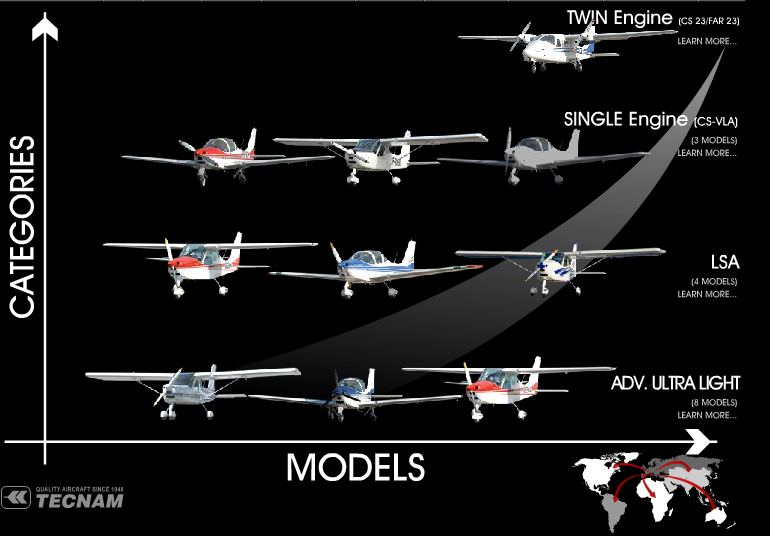 TWIN Engine (CS 23/FAR 23)
LEARN MORE...
SINGLE Engine (CS-VLA)
(3 MODELS)
LEARN MORE...
CATEGORIES
LSA
(4 MODELS)
LEARN MORE...
ADV. ULTRA LIGHT
(8 MODELS)
LEARN MORE...
MODELS
QUALITY AIRCRAFT SINCE 1948
TECNAM